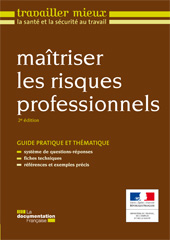 travailler mieux
la santé et la sécurité au travail
maîtriser
les risques
professionnels
2e édition
GUIDE PRATIQUE ET THÉMATIQUE
système de questions-réponses
fiches techniques
références et exemples précis
La
documentation
Française